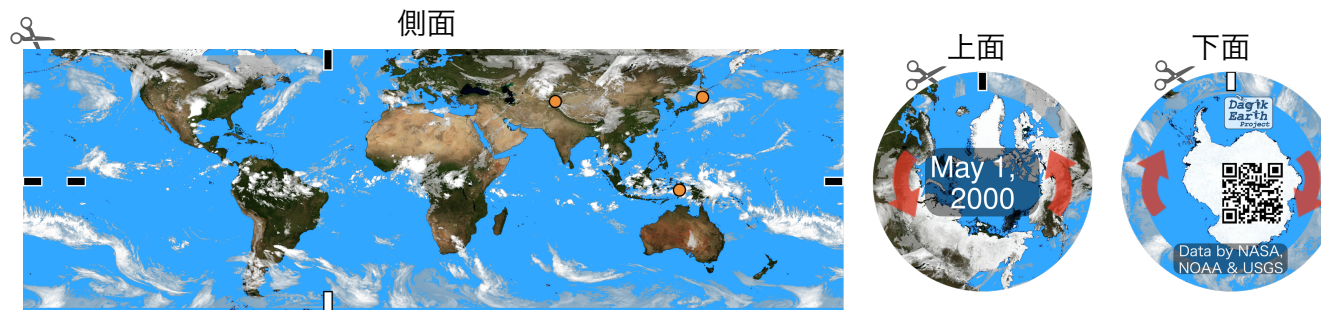 側面
上面
下面
May 1,
2000
Dagik
Earth
Project
Data by NASA,
NOAA & USGS